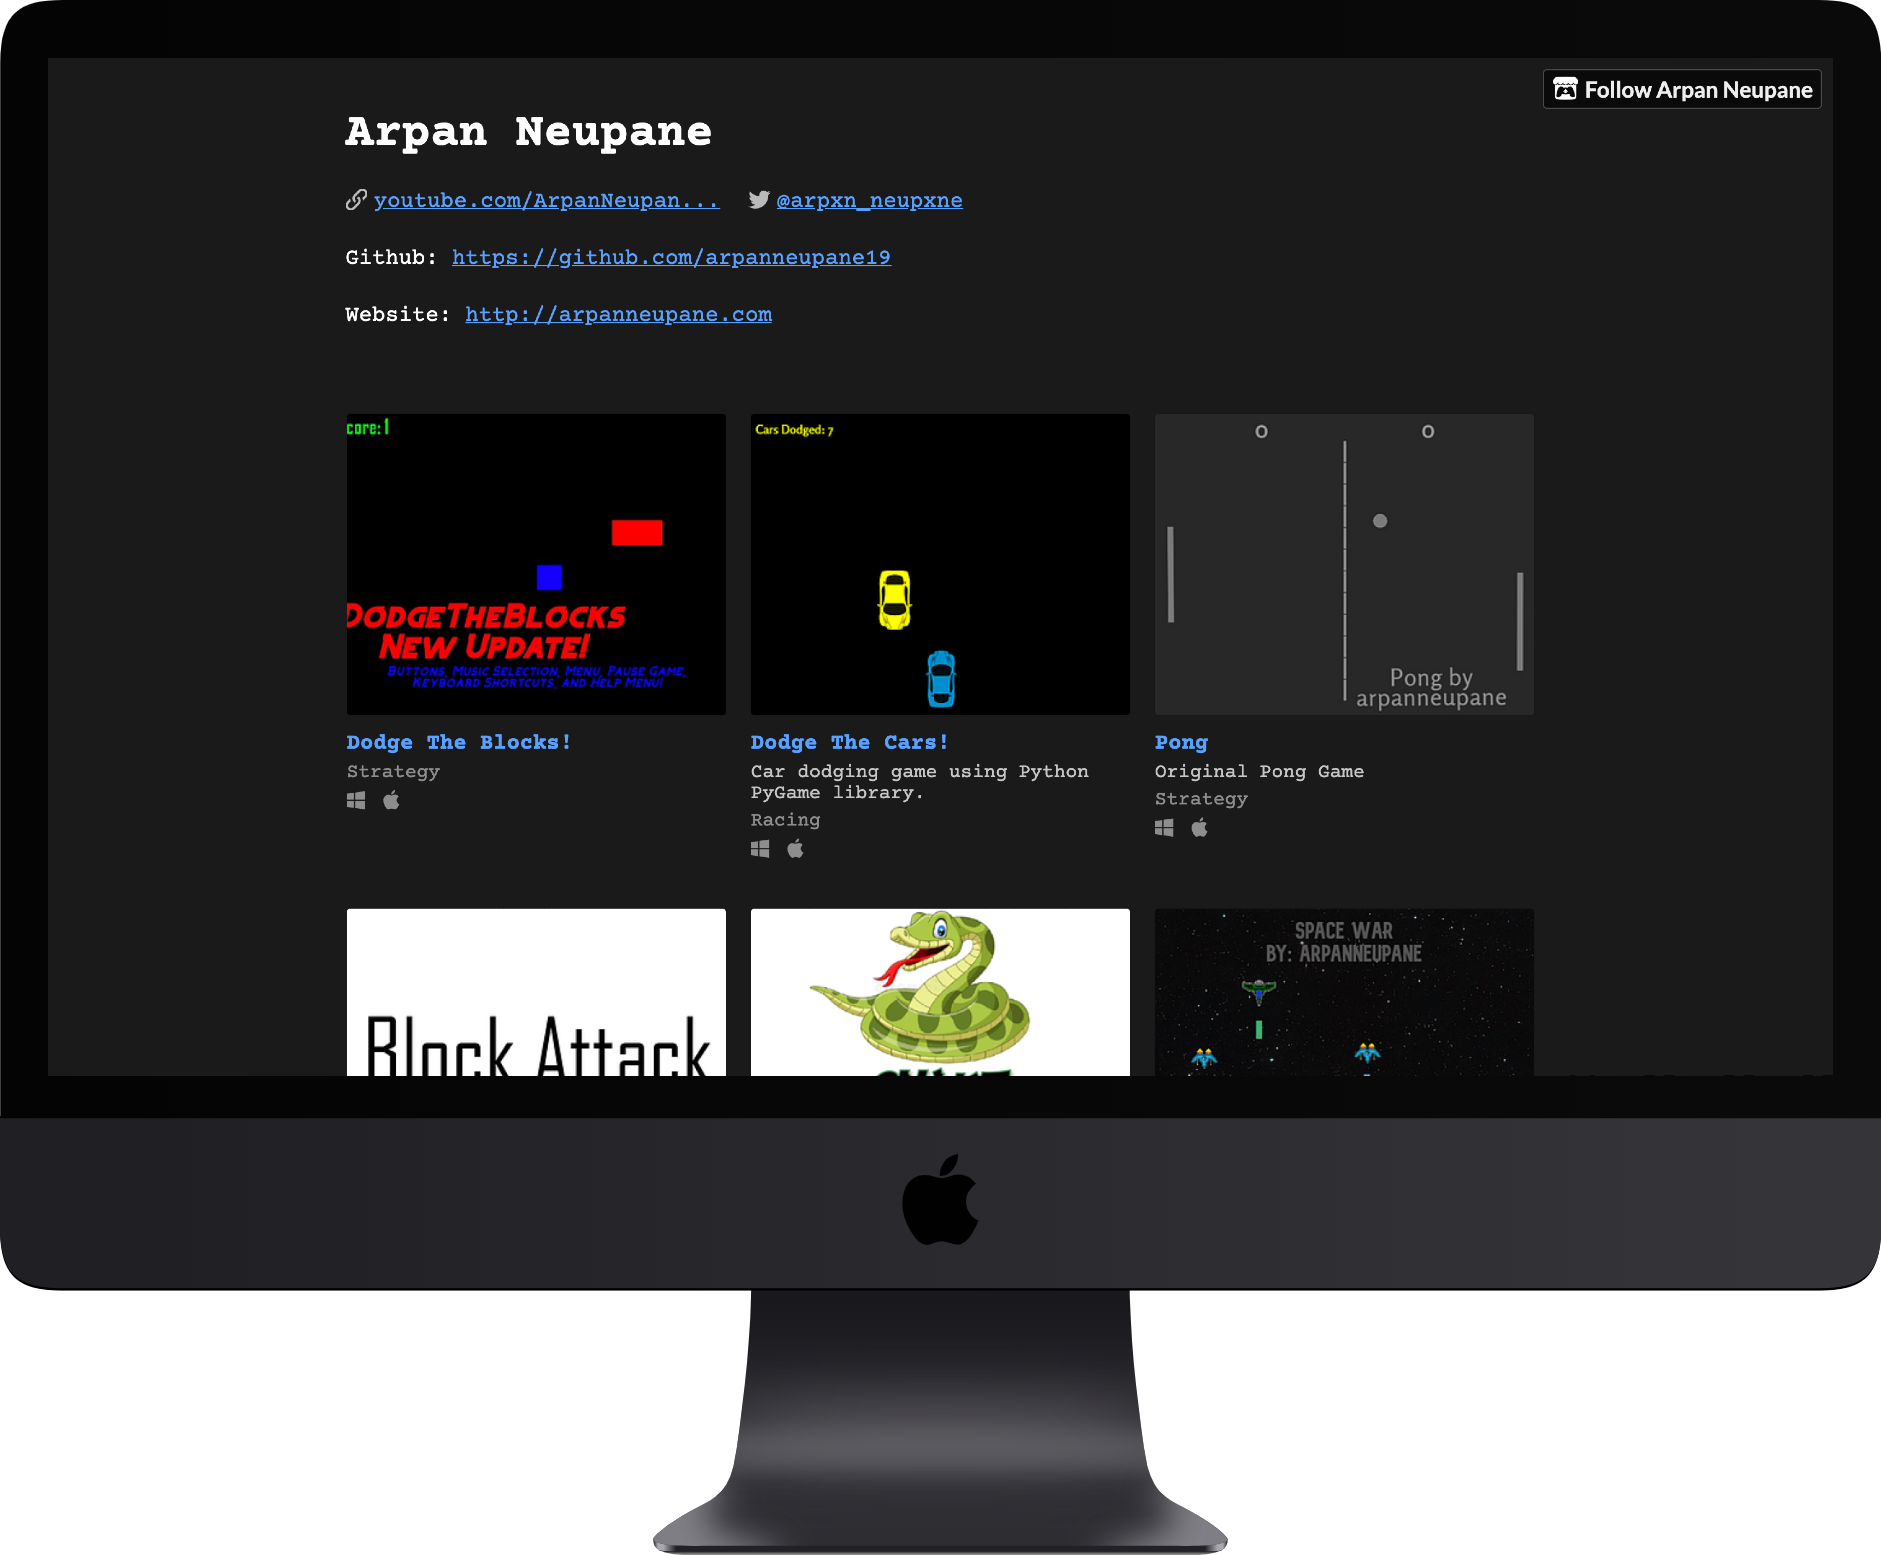 Follow Arpan Neupane
Arpan Neupane
youtube.com/ArpanNeupan... @arpxn_neupxne
Github: https://github.com/arpanneupane19
Website: http://arpanneupane.com
core: 1
DodgeTheBlocks
New Update!
Buttons, Music Selection, Menu, Pause Game,
Keyboard Shortcuts, and Help Menu!
Cars Dodged: 7
0 0
Pong by
arpanneupane
Dodge The Blocks!
Strategy
Dodge The Cars!
Car dodging game using Python
PyGame library.
Racing
Pong
Original Pong Game
Strategy
Block Attack
SPACE WAR
BY: ARPANNEUPANE